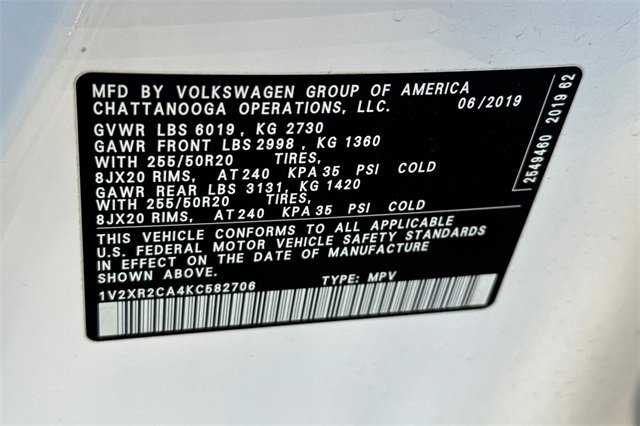 MFD BY VOLKSWAGEN GROUP OF AMERICA
CHATTANOOGA OPERATIONS, LLC. 06/2019
GVWR LBS 6019 , KG 2730
GAWR FRONT LBS 2998 , KG 1360
WITH 255/50R20 TIRES,
8JX20 RIMS, AT 240 KPA 35 PSI COLD
GAWR REAR LBS 3131, KG 1420
WITH 255/50R20 TIRES,
8JX20 RIMS, AT 240 KPA 35 PSI COLD
THIS VEHICLE CONFORMS TO ALL APPLICABLE
U.S. FEDERAL MOTOR VEHICLE SAFETY STANDARDS
IN EFFECT ON THE DATE OF MANUFACTURE
SHOWN ABOVE.
1V2XR2CA4KC582706 TYPE: MPV
2549460 2019 62